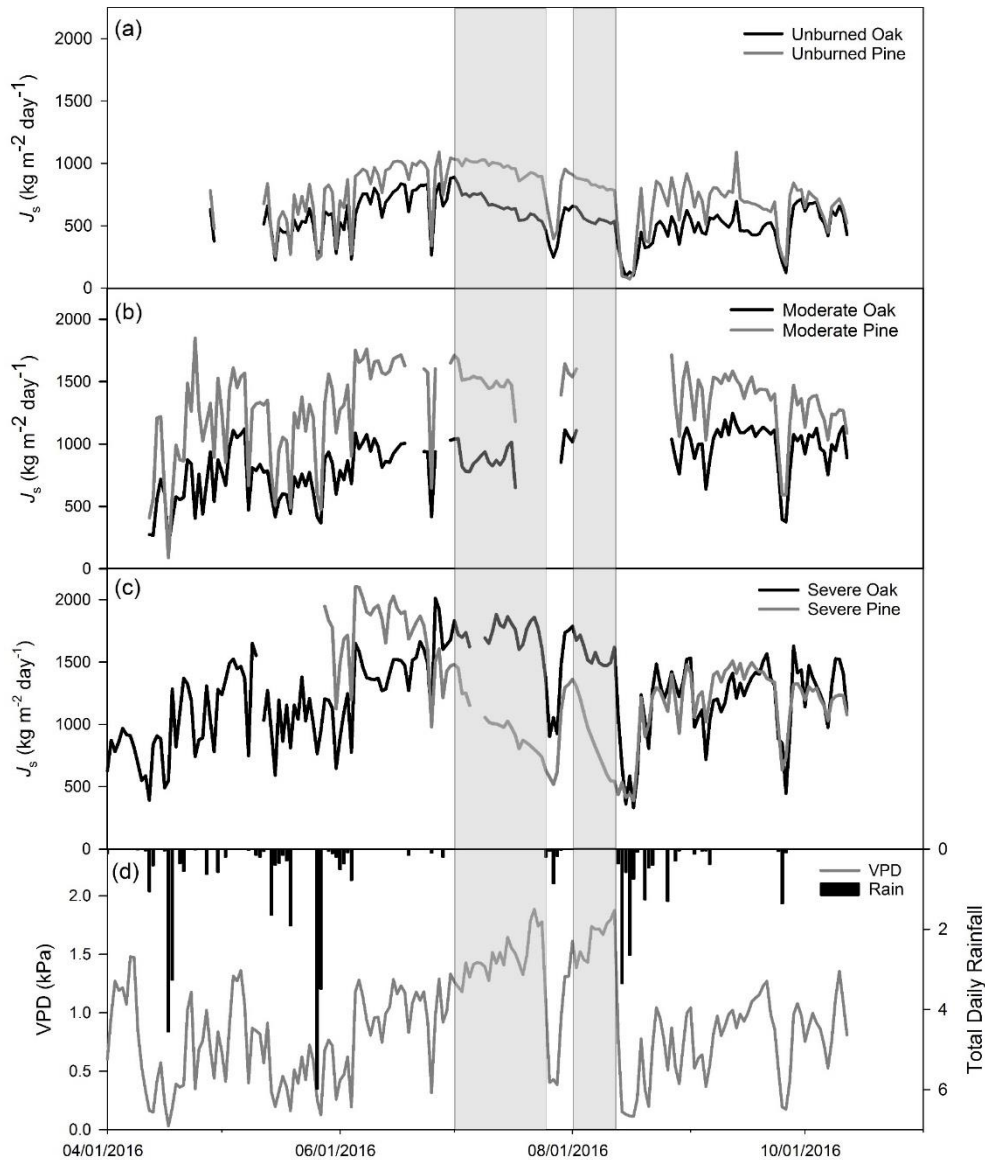 (a)
Unburned Oak
Unburned Pine
2000
1500
1000
500
0
Js (kg m-2 day-1)
(b)
Moderate Oak
Moderate Pine
2000
1500
1000
500
0
Js (kg m-2 day-1)
(c)
Severe Oak
Severe Pine
2000
1500
1000
500
0
Js (kg m-2 day-1)
(d)
VPD
Rain
2.0
1.5
1.0
0.5
0.0
VPD (kPa)
0
2
4
6
Total Daily Rainfall
04/01/2016 06/01/2016 08/01/2016 10/01/2016